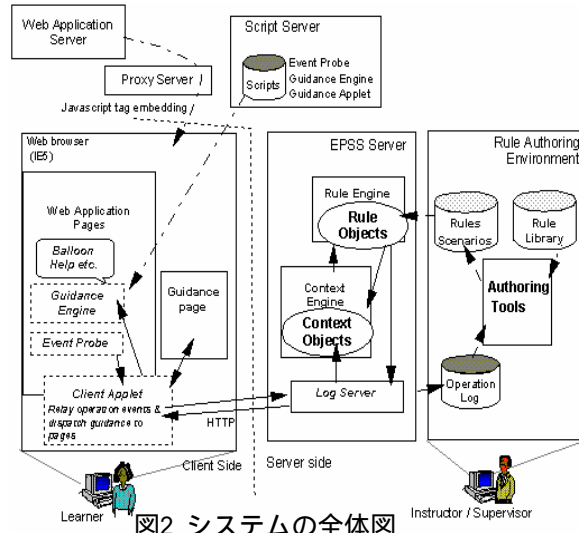 Web Application
Server
Script Server
Proxy Server
Scripts
Event Probe
Guidance Engine
Guidance Applet
Javascript tag embedding
Web browser
(IE5)
EPSS Server
Rule Authoring
Environment
Web Application
Pages
Balloon
Help etc.
Guidance
Engine
Event Probe
Guidance
page
Client Applet
Relay operation events &
dispatch guidance to
pages
HTTP
Rule Engine
Rule
Objects
Context
Engine
Context
Objects
Log Server
Rules
Scenarios
Rule
Library
Authoring
Tools
Operation
Log
Client Side
Server side
Learner
Instructor / Supervisor
図2 システムの全体図